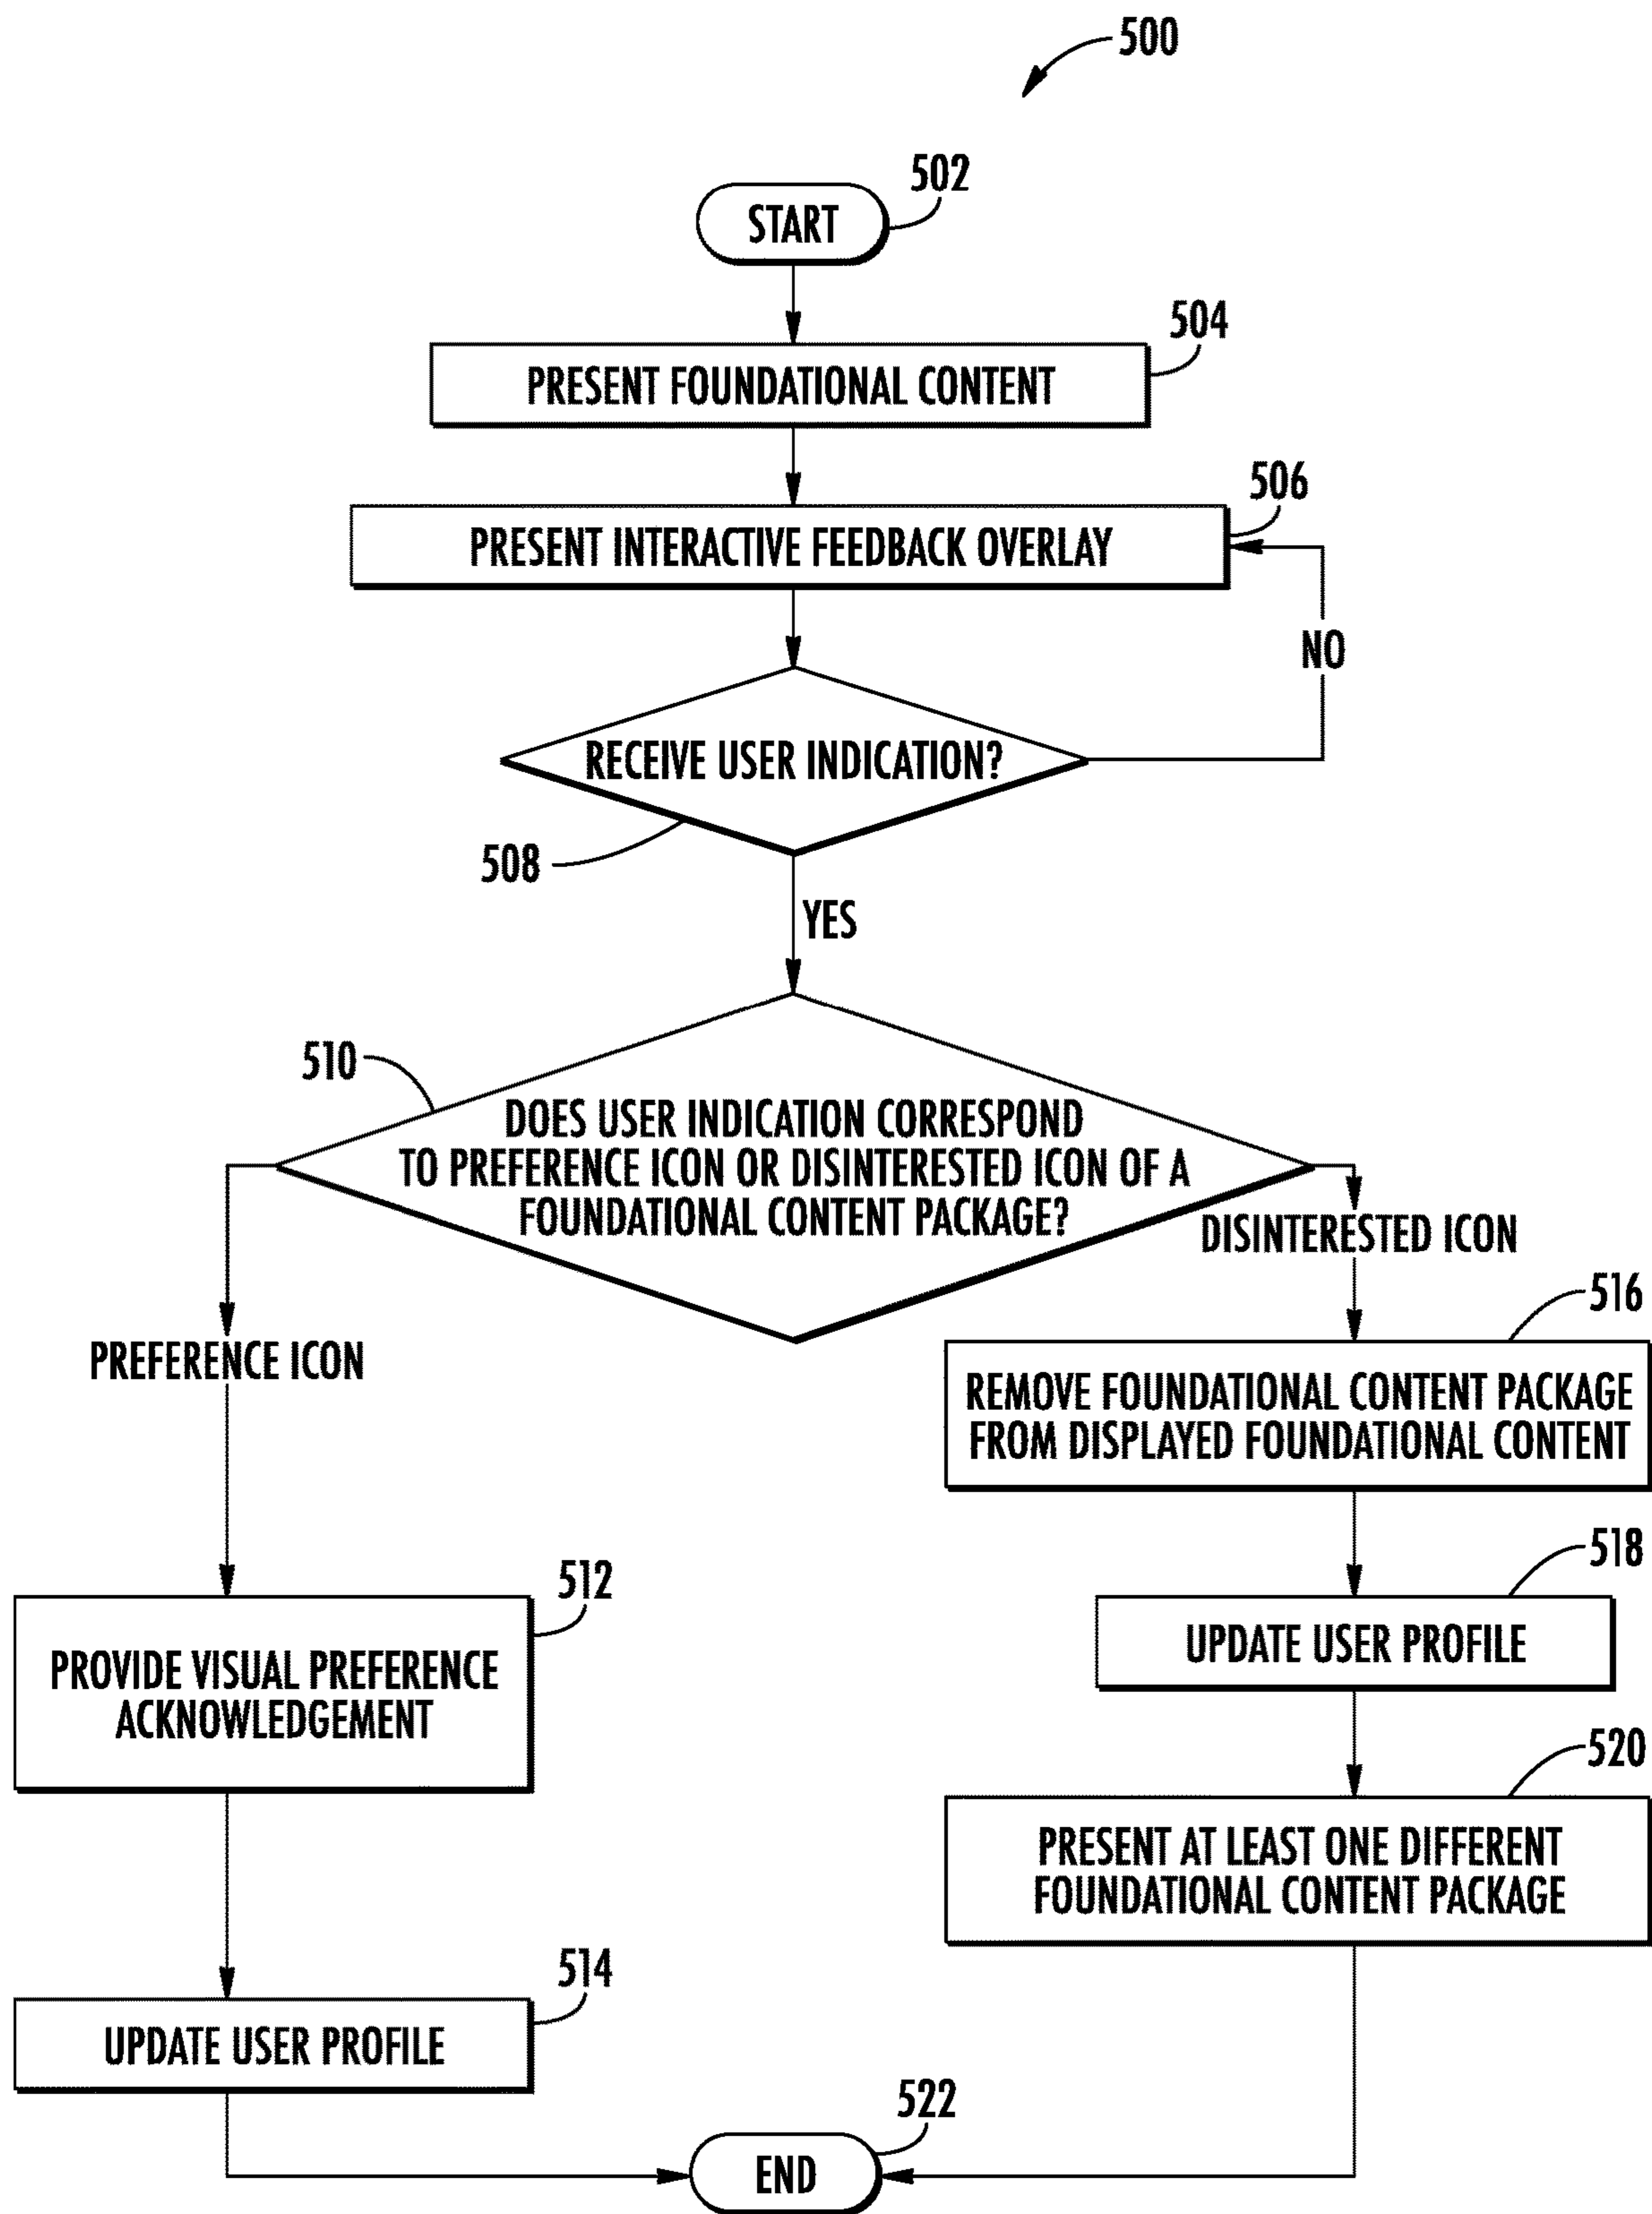 500
502
START
504
PRESENT FOUNDATIONAL CONTENT
506
PRESENT INTERACTIVE FEEDBACK OVERLAY
NO
RECEIVE USER INDICATION?
508
YES
510
DOES USER INDICATION CORRESPOND
TO PREFERENCE ICON OR DISINTERESTED ICON OF A
FOUNDATIONAL CONTENT PACKAGE?
PREFERENCE ICON
512
PROVIDE VISUAL PREFERENCE
ACKNOWLEDGEMENT
514
UPDATE USER PROFILE
DISINTERESTED ICON
516
REMOVE FOUNDATIONAL CONTENT PACKAGE
FROM DISPLAYED FOUNDATIONAL CONTENT
518
UPDATE USER PROFILE
520
PRESENT AT LEAST ONE DIFFERENT
FOUNDATIONAL CONTENT PACKAGE
522
END